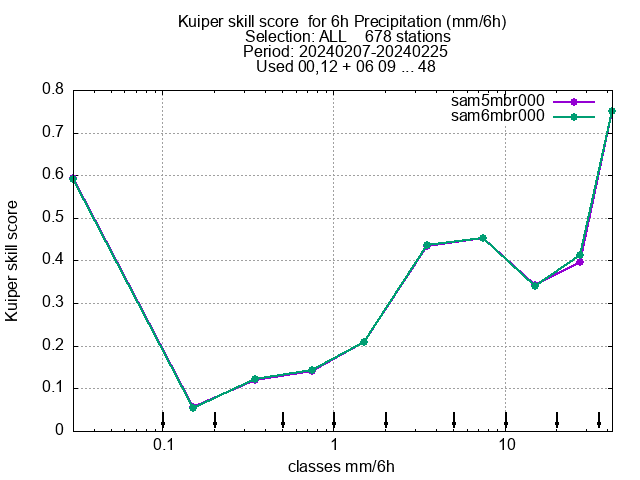 Kuiper skill score  for 6h Precipitation (mm/6h)
Selection: ALL    678 stations
Period: 20240207-20240225
Used 00,12 + 06 09 ... 48
sam5mbr000
sam6mbr000
0.8
0.7
0.6
0.5
0.4
0.3
0.2
0.1
0
Kuiper skill score
0.1
1
10
classes mm/6h